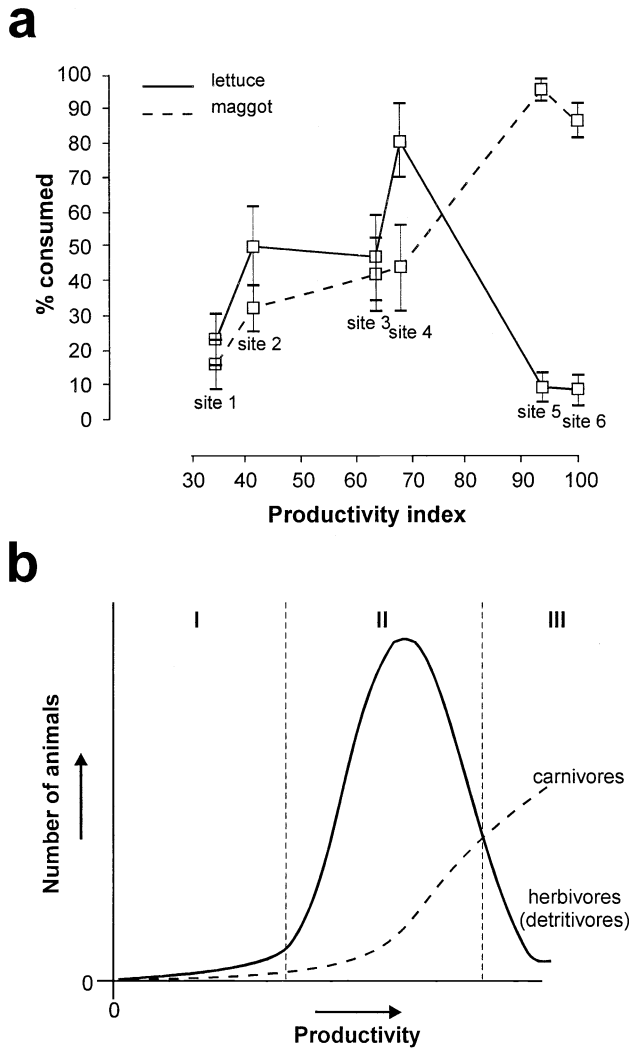 a
100
90
80
70
60
50
40
30
20
10
0
% consumed
lettuce
maggot
site 1
site 2
site 3
site 4
site 5
site 6
30 40 50 60 70 80 90 100
Productivity index
b
I II III
Number of animals
carnivores
herbivores
(detritivores)
0
0
Productivity